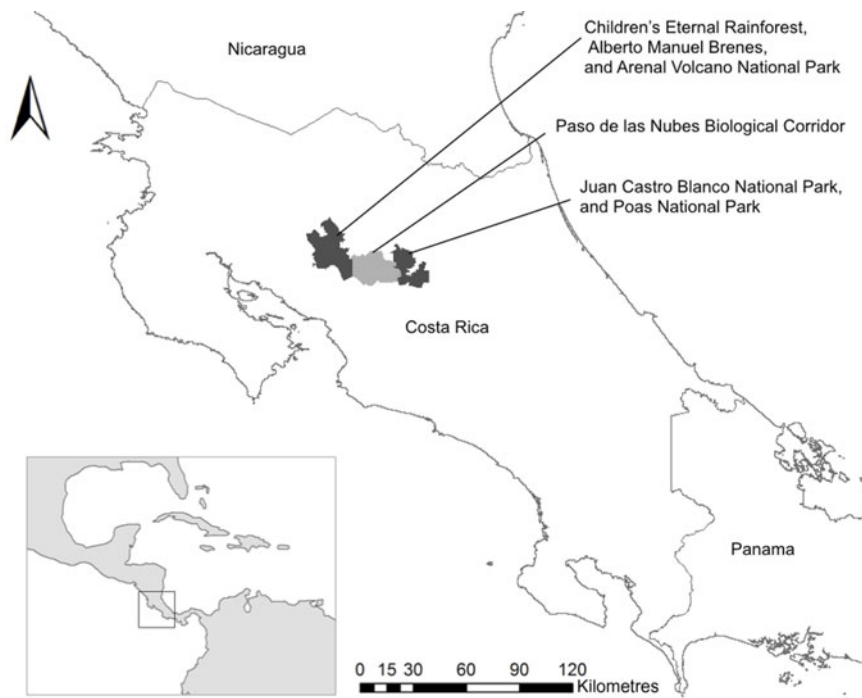 Children's Eternal Rainforest,
Alberto Manuel Brenes,
and Arenal Volcano National Park
Nicaragua
Paso de las Nubes Biological Corridor
Juan Castro Blanco National Park,
and Poas National Park
Costa Rica
Panama
0 15 30 60 90 120
Kilometres